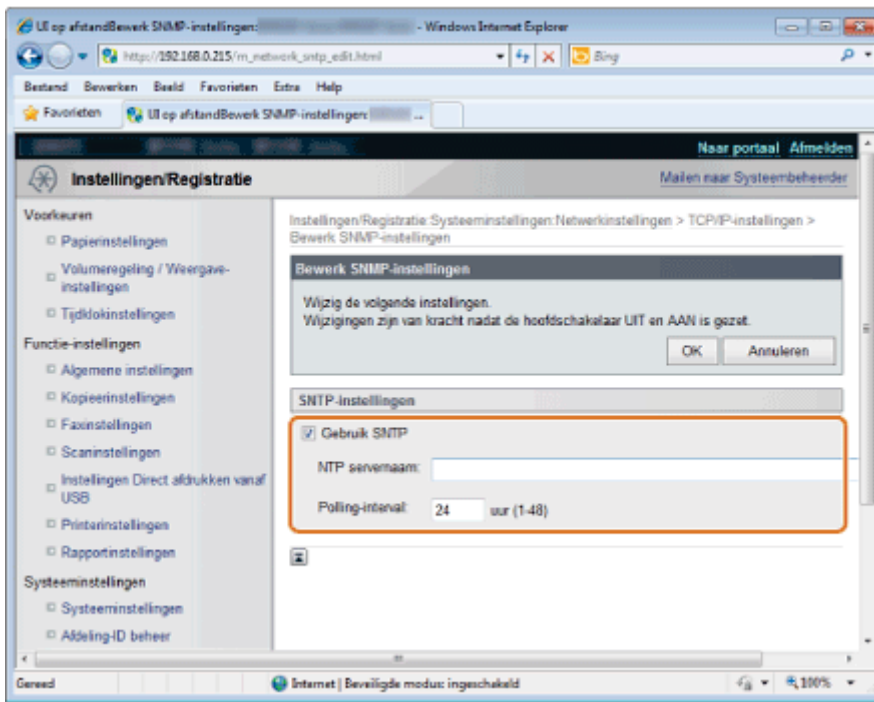 UI op afstandBewerk SNMP-instellingen: - Windows Internet Explorer
http://192.168.0.215/m_network_sntp_edit.html
Bing
Bestand Bewerken Beeld Favorieten Extra Help
Favorieten
UI op afstandBewerk SNMP-instellingen: ...
Naar portaal Afmelden
Instellingen/Registratie
Mailen naar Systeembeheerder
Voorkeuren
Papierinstellingen
Volumeregeling / Weergave-
instellingen
Tijdklokinstellingen
Functie-instellingen
Algemene instellingen
Kopieerinstellingen
Faxinstellingen
Scaninstellingen
Instellingen Direct afdrukken vanaf
USB
Printerinstellingen
Rapportinstellingen
Systeeminstellingen
Systeeminstellingen
Afdeling-ID beheer
Instellingen/Registratie:Systeeminstellingen:Netwerkinstellingen > TCP/IP-instellingen >
Bewerk SNMP-instellingen
Bewerk SNMP-instellingen
Wijzig de volgende instellingen.
Wijzigingen zijn van kracht nadat de hoofdschakelaar UIT en AAN is gezet.
OK Annuleren
SNTP-instellingen
Gebruik SNTP
NTP servernaam:
Polling-interval: 24 uur (1-48)
Gereed
Internet | Beveiligde modus: ingeschakeld
100%